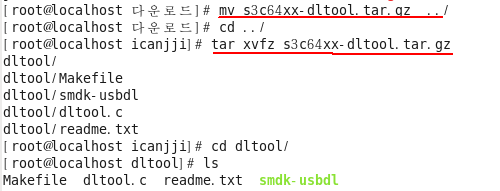 [root@localhost 다운로드]# mv s3c64xx-dltool.tar.gz ../
[root@localhost 다운로드]# cd ../
[root@localhost icanjji]# tar xvfz s3c64xx-dltool.tar.gz
dltool/
dltool/Makefile
dltool/smdk-usbdl
dltool/dltool.c
dltool/readme.txt
[root@localhost icanjji]# cd dltool/
[root@localhost dltool]# ls
Makefile dltool.c readme.txt smdk-usbdl